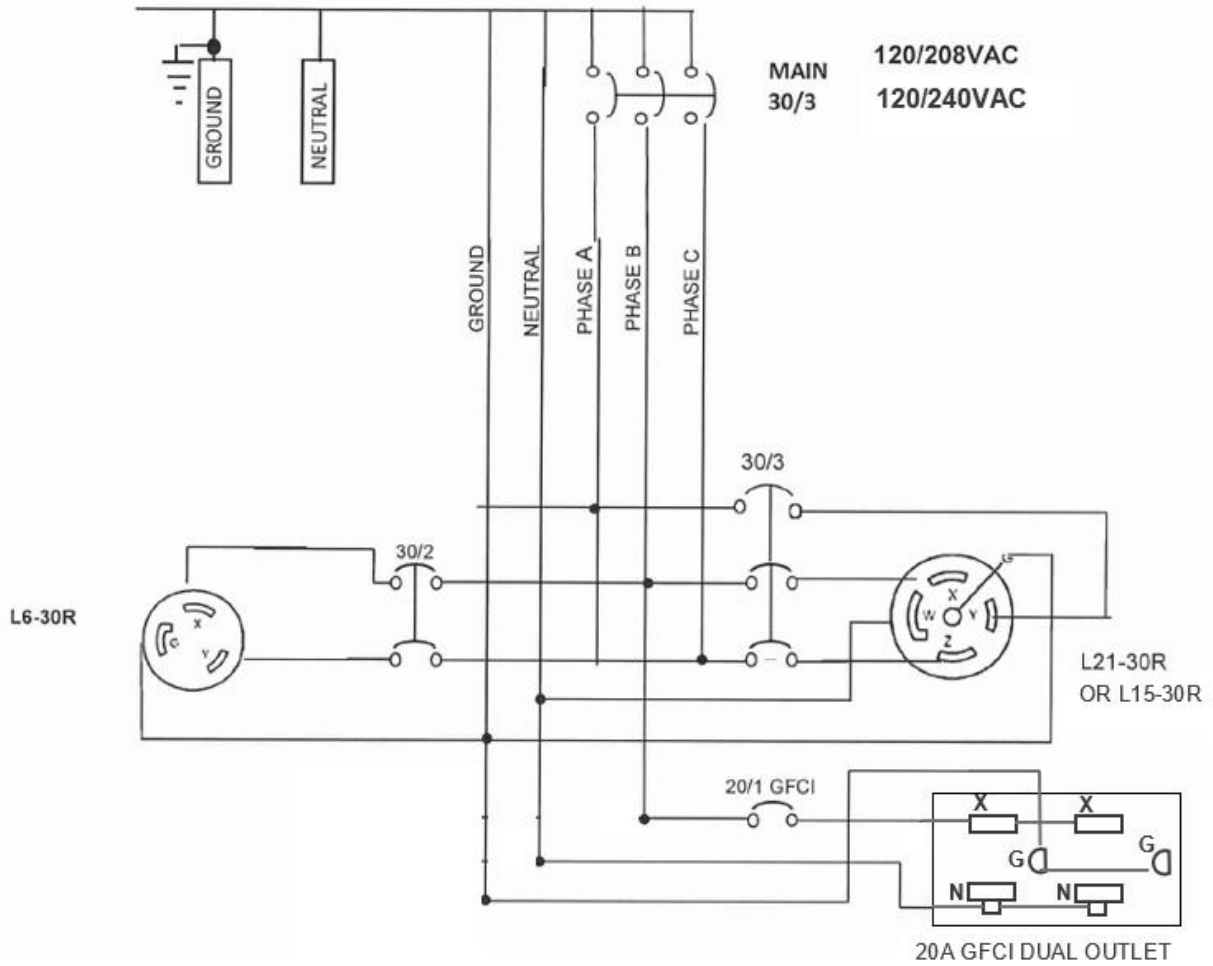 120/208VAC
MAIN
30/3
120/240VAC
GROUND
NEUTRAL
GROUND
NEUTRAL
PHASE A
PHASE B
PHASE C
30/3
30/2
L6-30R
X
G
Y
G
X
W
Y
Z
L21-30R
OR L15-30R
20/1 GFCI
X
X
G
G
N
N
20A GFCI DUAL OUTLET